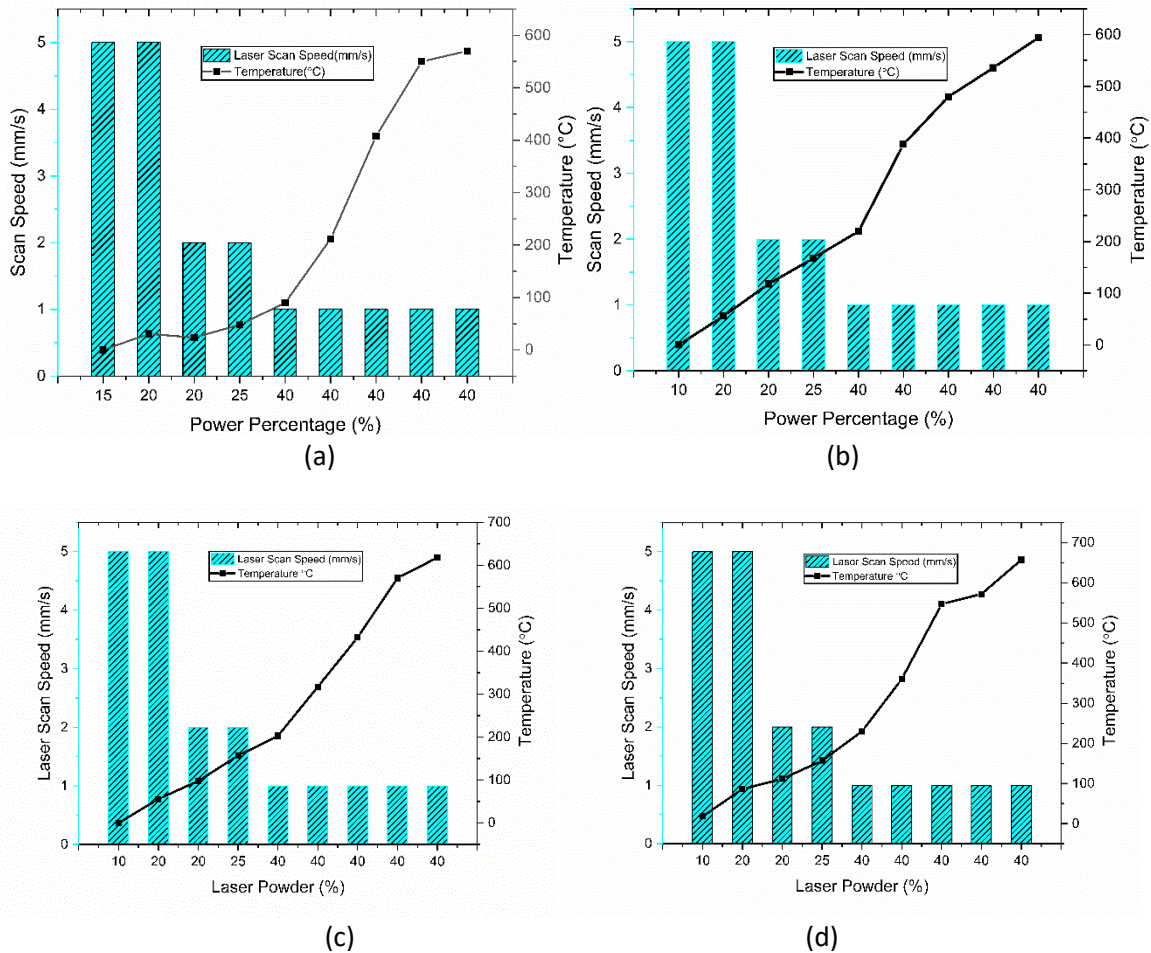 Laser Scan Speed(mm/s)
Temperature(°C)
Scan Speed (mm/s)
5
4
3
2
1
0
600
500
400
300
200
100
0
Temperature (°C)
15 20 20 25 40 40 40 40 40
Power Percentage (%)
(a)
Laser Scan Speed (mm/s)
Temperature (°C)
Scan Speed (mm/s)
5
4
3
2
1
0
600
500
400
300
200
100
0
Temperature (°C)
10 20 20 25 40 40 40 40 40
Power Percentage (%)
(b)
Laser Scan Speed (mm/s)
Temperature °C
Laser Scan Speed (mm/s)
5
4
3
2
1
0
700
600
500
400
300
200
100
0
Temperature (°C)
10 20 20 25 40 40 40 40 40
Laser Powder (%)
(c)
Laser Scan Speed (mm/s)
Temperature °C
Laser Scan Speed (mm/s)
5
4
3
2
1
0
700
600
500
400
300
200
100
0
Temperature (°C)
10 20 20 25 40 40 40 40 40
Laser Powder (%)
(d)